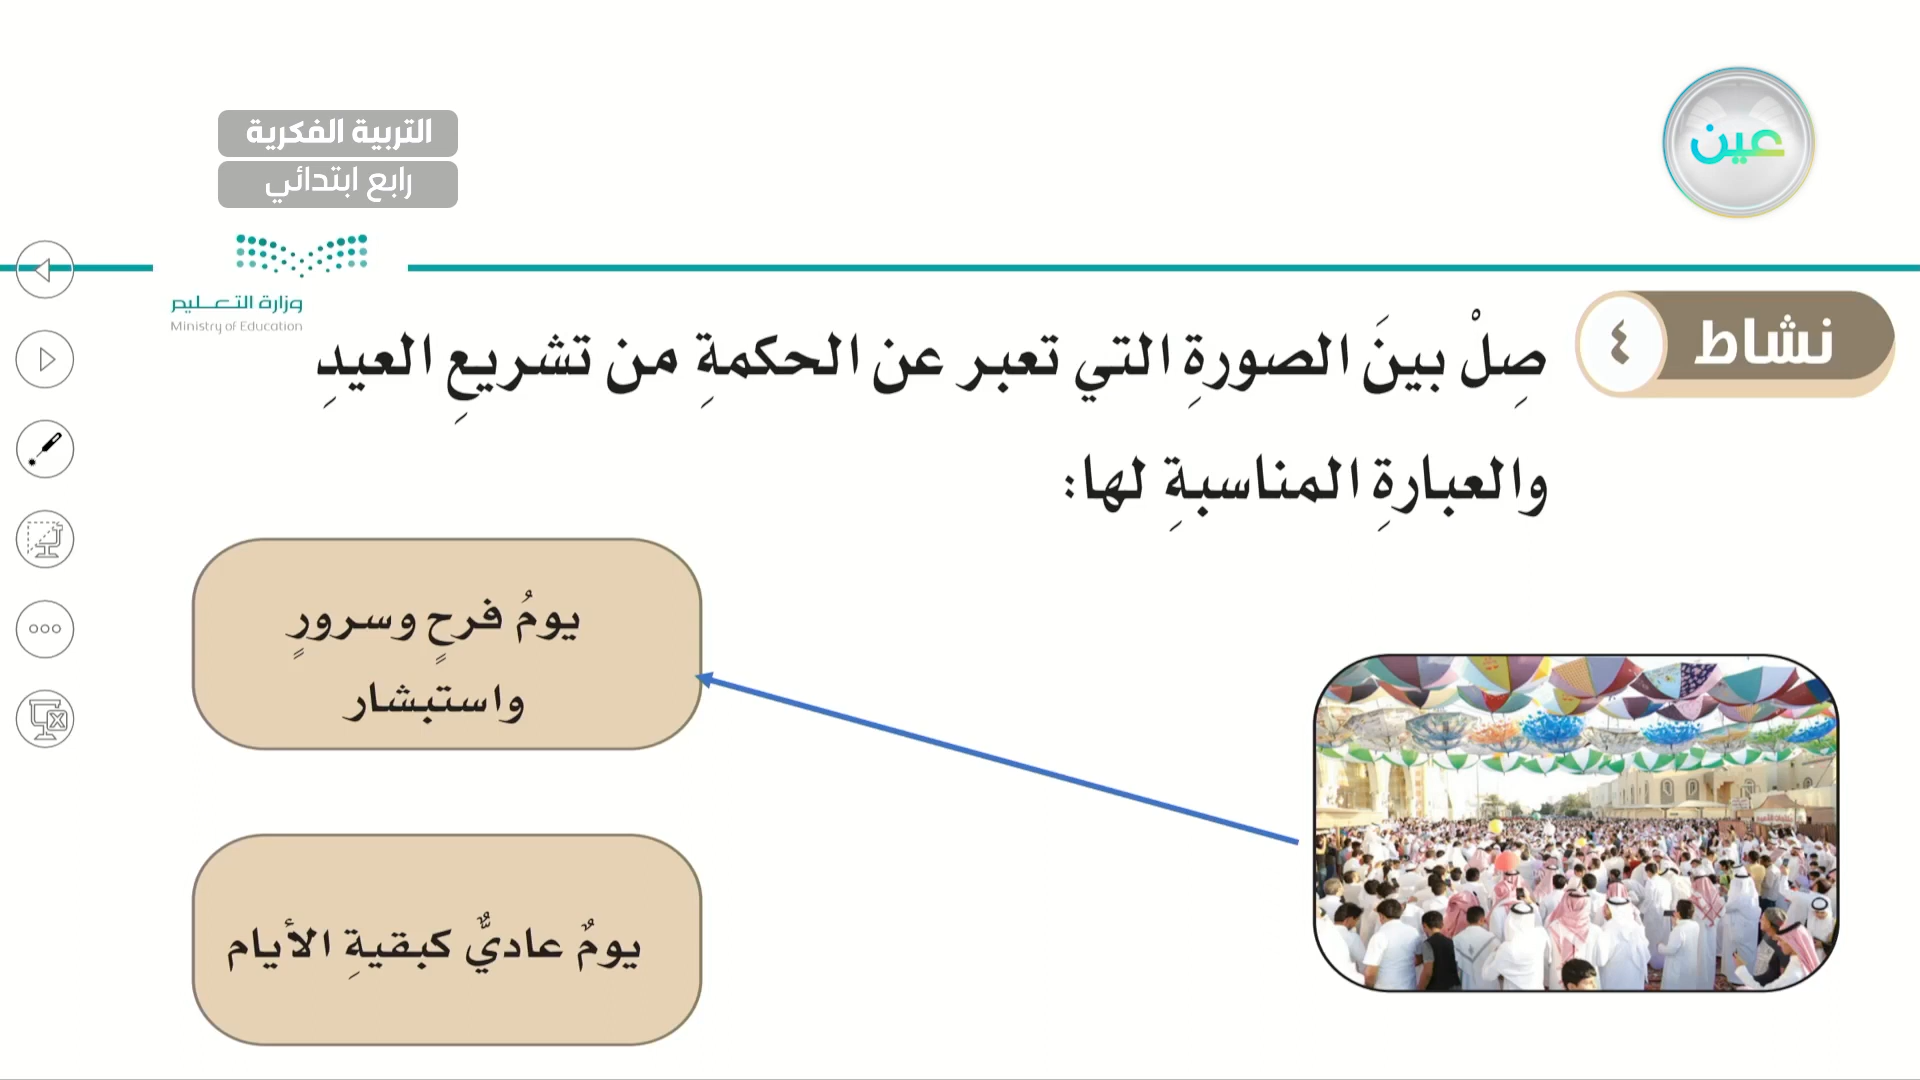 عين
التربية الفكرية
رابع ابتدائي
وزارة التعليم
Ministry of Education
نشاط ٤
صِلْ بينَ الصورةِ التي تعبر عن الحكمةِ من تشريعِ العيدِ
والعبارةِ المناسبةِ لها:
يومُ فرحٍ وسرورٍ
واستبشار
يومٌ عاديٌّ كبقيةِ الأيام